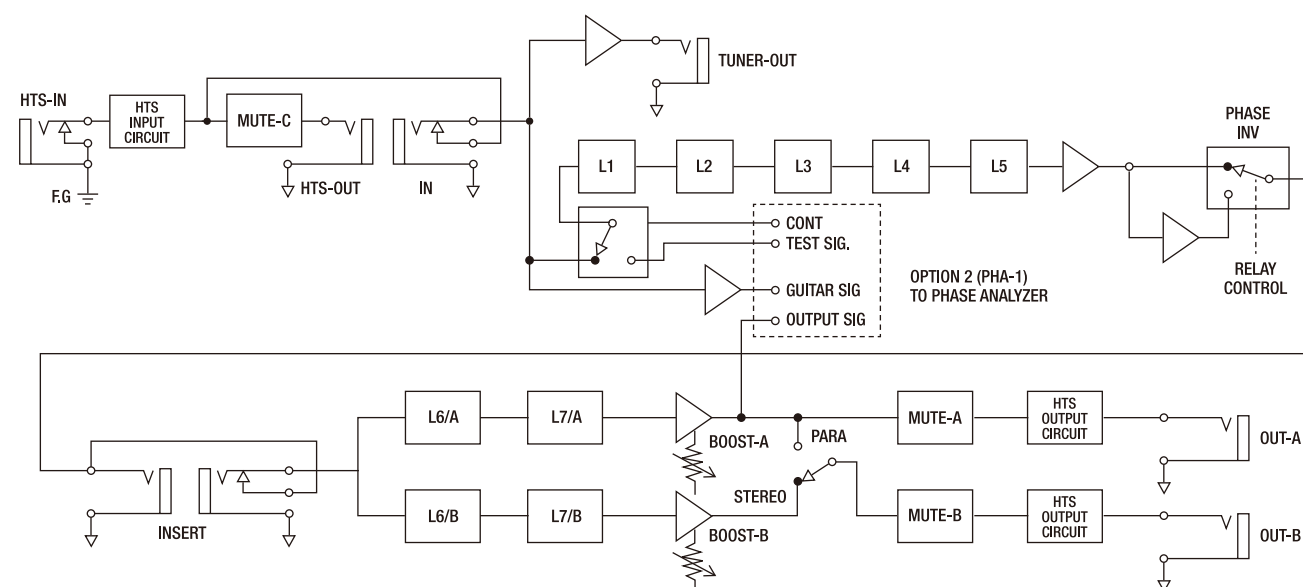 TUNER-OUT
HTS-IN
HTS
INPUT
CIRCUIT
MUTE-C
HTS-OUT
IN
F.G
L1
L2
L3
L4
L5
PHASE
INV
CONT
TEST SIG.
GUITAR SIG
OUTPUT SIG
OPTION 2 (PHA-1)
TO PHASE ANALYZER
RELAY
CONTROL
L6/A
L7/A
BOOST-A
PARA
MUTE-A
HTS
OUTPUT
CIRCUIT
OUT-A
INSERT
L6/B
L7/B
BOOST-B
STEREO
MUTE-B
HTS
OUTPUT
CIRCUIT
OUT-B